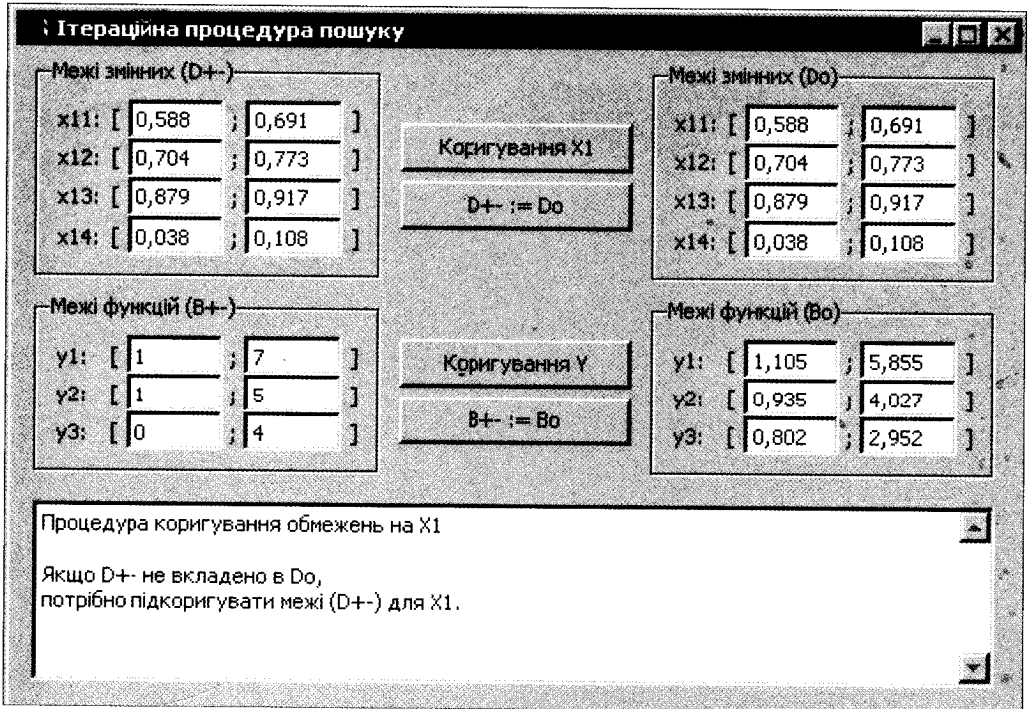 Ітераційна процедура пошуку
Межі змінних (D+-)
x11: [ 0,588 ; 0,691 ]
x12: [ 0,704 ; 0,773 ]
x13: [ 0,879 ; 0,917 ]
x14: [ 0,038 ; 0,108 ]
Коригування X1
D+- := Do
Межі змінних (Do)
x11: [ 0,588 ; 0,691 ]
x12: [ 0,704 ; 0,773 ]
x13: [ 0,879 ; 0,917 ]
x14: [ 0,038 ; 0,108 ]
Межі функцій (B+-)
y1: [ 1 ; 7 ]
y2: [ 1 ; 5 ]
y3: [ 0 ; 4 ]
Коригування Y
B+- := Bo
Межі функцій (Bo)
y1: [ 1,105 ; 5,855 ]
y2: [ 0,935 ; 4,027 ]
y3: [ 0,802 ; 2,952 ]
Процедура коригування обмежень на X1
Якщо D+- не вкладено в Do,
потрібно підкоригувати межі (D+-) для X1.